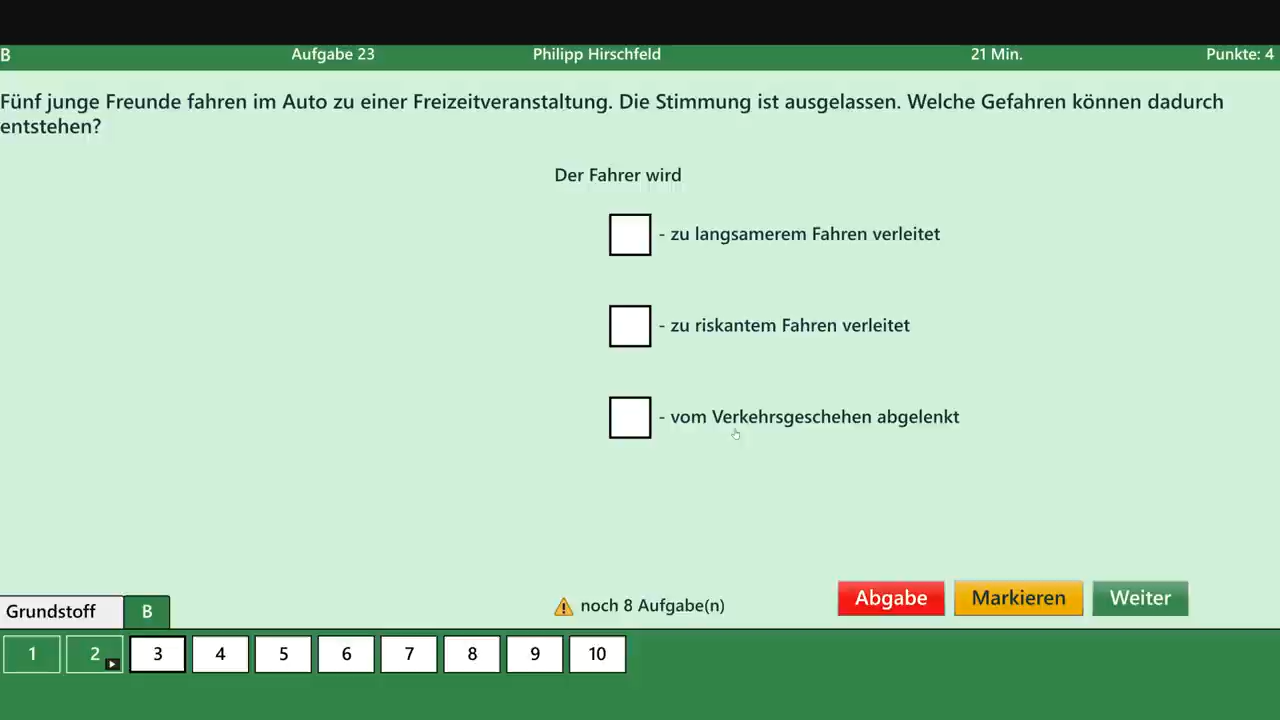 B Aufgabe 23 Philipp Hirschfeld 21 Min. Punkte: 4
Fünf junge Freunde fahren im Auto zu einer Freizeitveranstaltung. Die Stimmung ist ausgelassen. Welche Gefahren können dadurch
entstehen?
Der Fahrer wird
- zu langsamerem Fahren verleitet
- zu riskantem Fahren verleitet
- vom Verkehrsgeschehen abgelenkt
Grundstoff B noch 8 Aufgabe(n) Abgabe Markieren Weiter
1 2 3 4 5 6 7 8 9 10